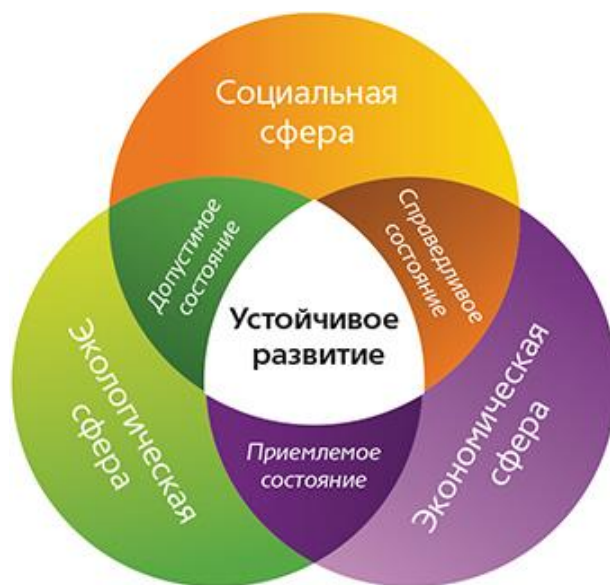 Социальная
сфера
Допустимое
состояние
Справедливое
состояние
Устойчивое
развитие
Экологическая
сфера
Экономическая
сфера
Приемлемое
состояние